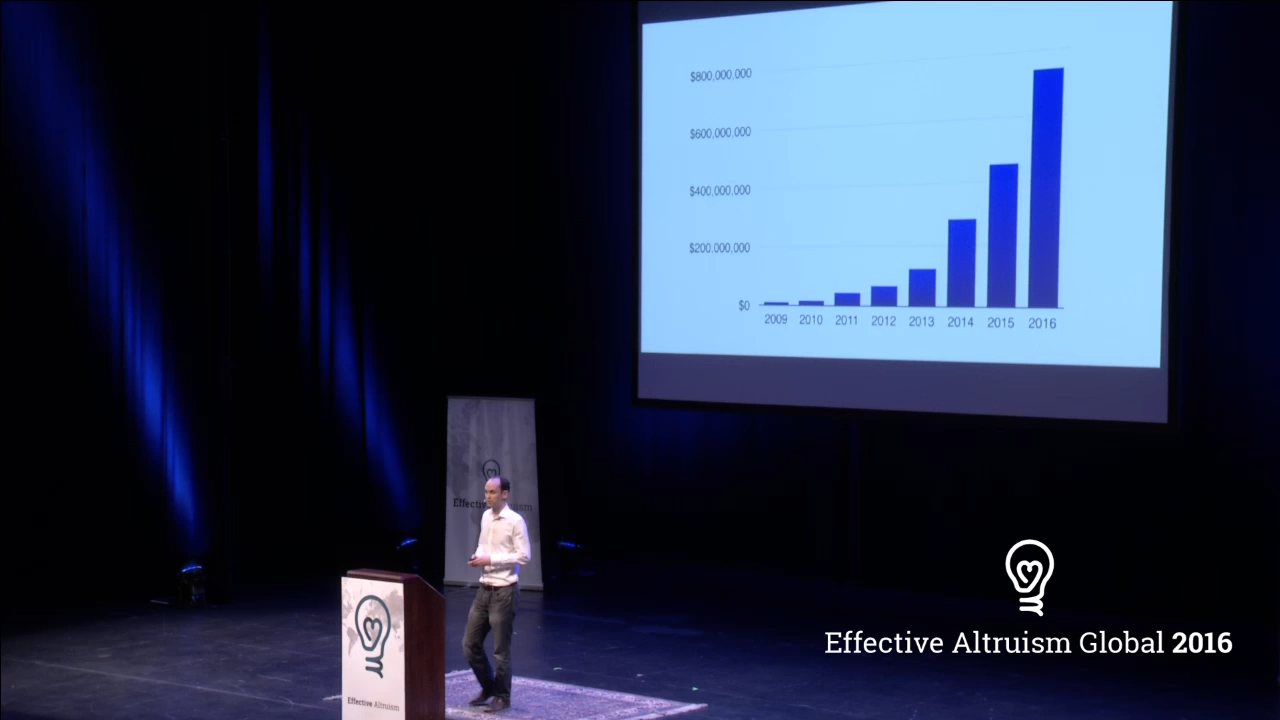 $800,000,000
$600,000,000
$400,000,000
$200,000,000
$0
2009 2010 2011 2012 2013 2014 2015 2016
Effective Altruism Global 2016
Effective Altruism